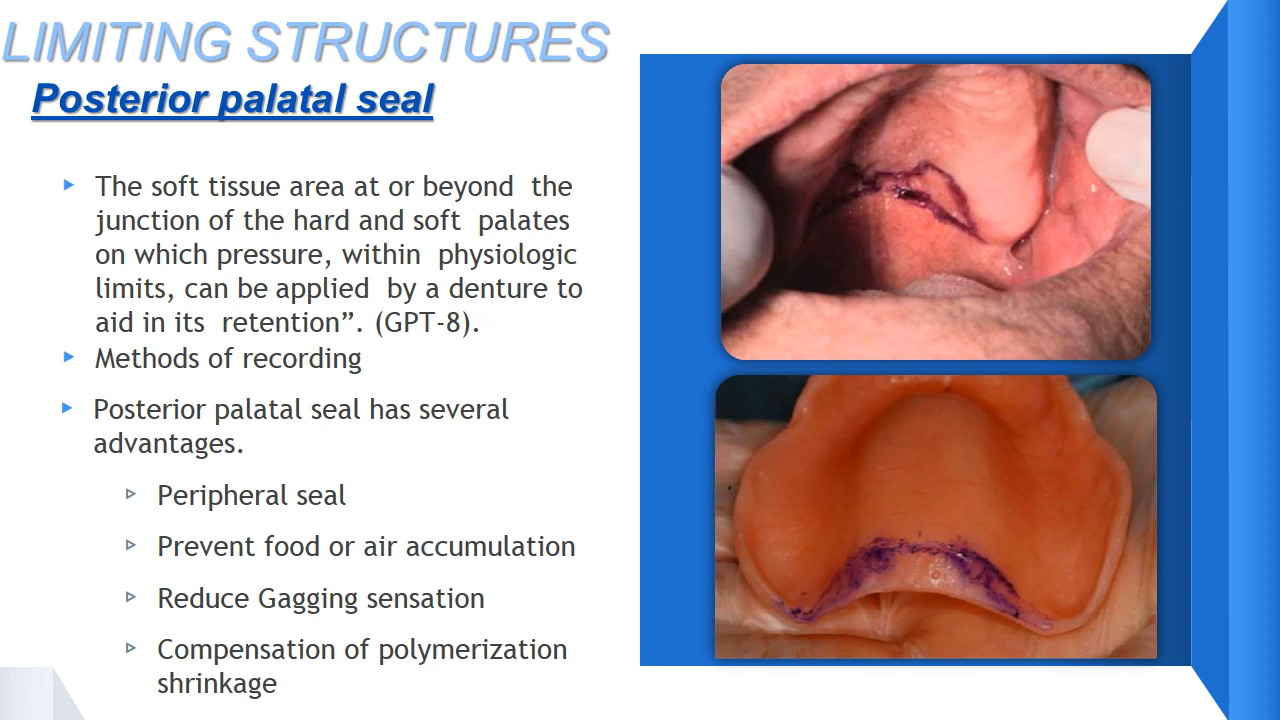 LIMITING STRUCTURES
Posterior palatal seal
The soft tissue area at or beyond the
junction of the hard and soft palates
on which pressure, within physiologic
limits, can be applied by a denture to
aid in its retention”. (GPT-8).
Methods of recording
Posterior palatal seal has several
advantages.
Peripheral seal
Prevent food or air accumulation
Reduce Gagging sensation
Compensation of polymerization
shrinkage